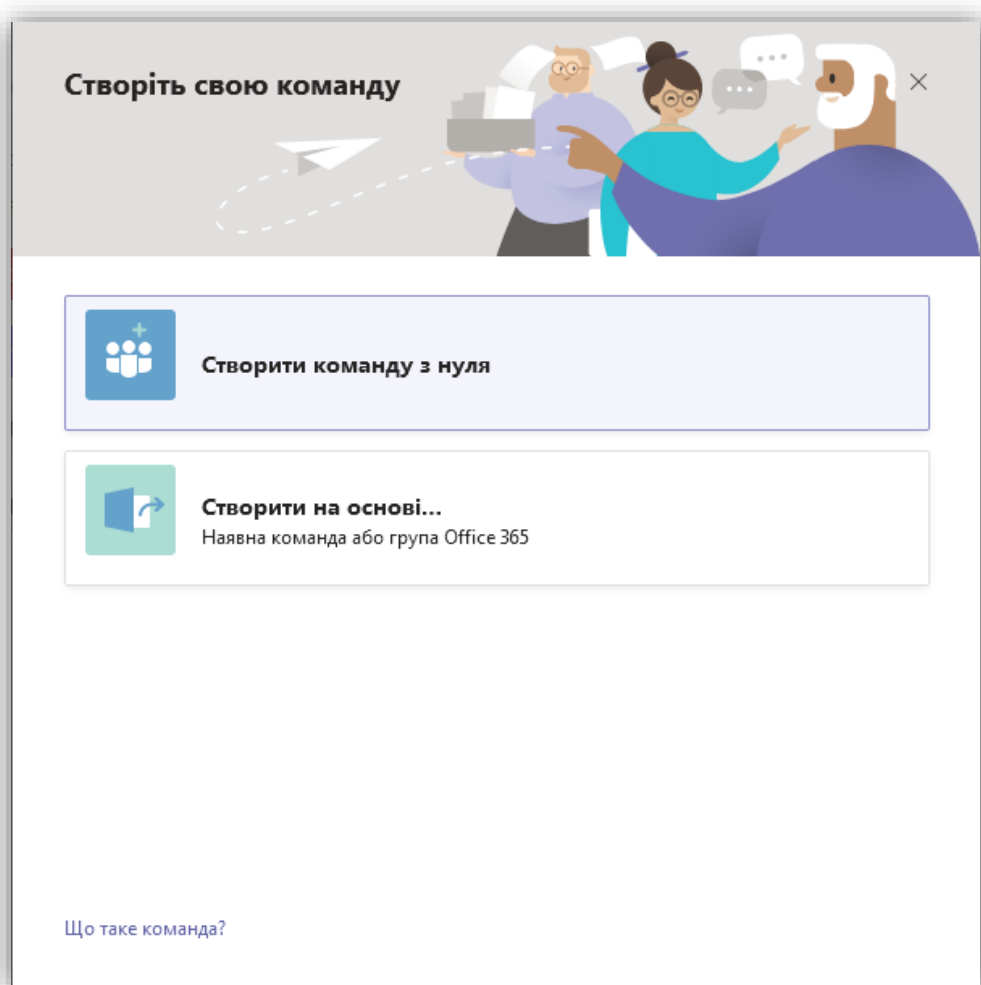 Створіть свою команду
Створити команду з нуля
Створити на основі...
Наявна команда або група Office 365
Що таке команда?